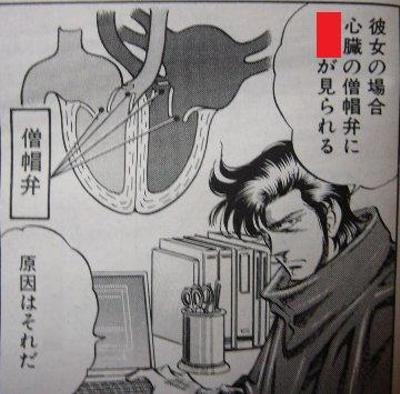 彼女の場合
心臓の僧帽弁に
が見られる
僧帽弁
原因はそれだ